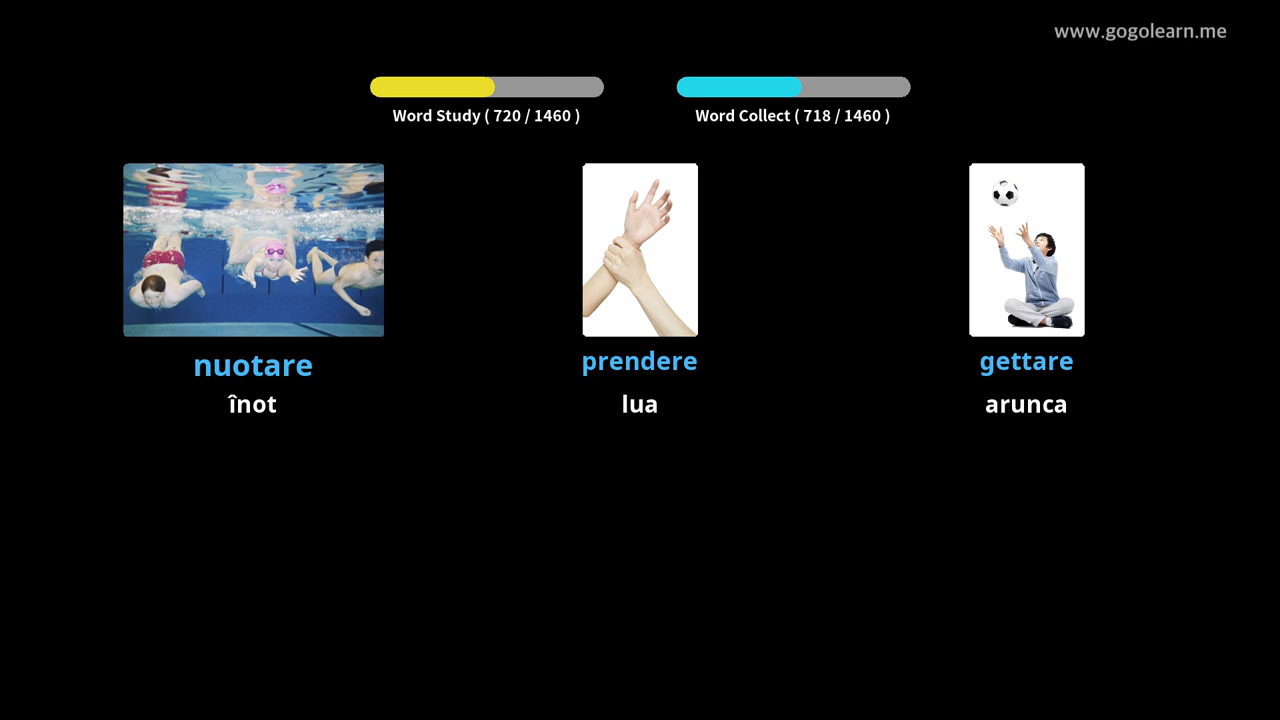 www.gogolearn.me
Word Study ( 720 / 1460 )
Word Collect ( 718 / 1460 )
nuotare
prendere
gettare
înot
lua
arunca